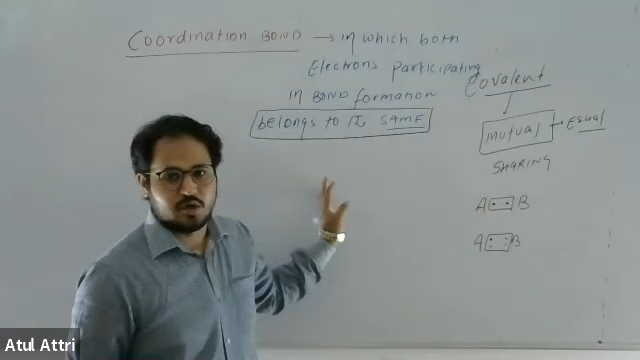 Coordination BOND → in which both
Electrons participating
in BOND formation
belongs to the SAME
Covalent
Mutual → Equal
SHARING
A : B
A :: B
Atul Attri